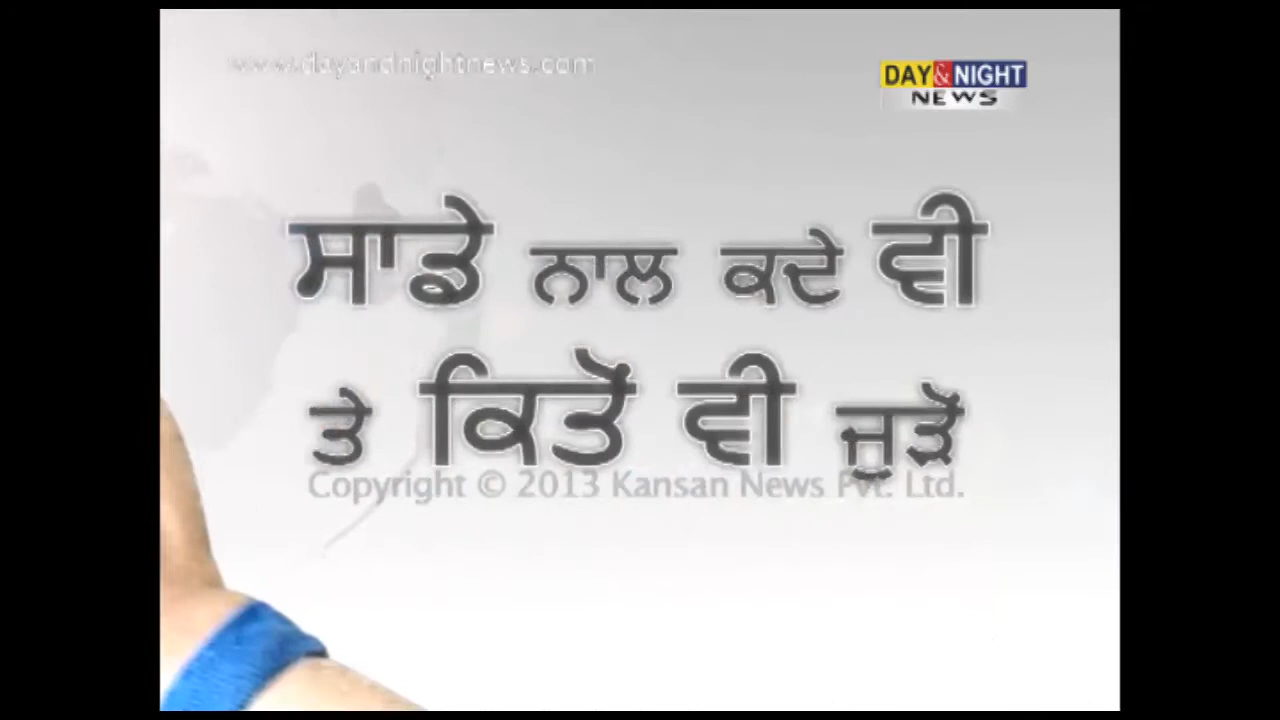 www.dayandnightnews.com
DAY&NIGHT
NEWS
ਸਾਡੇ ਨਾਲ ਕਦੇ ਵੀ
ਤੇ ਕਿਤੋਂ ਵੀ ਜੁੜੋਂ
Copyright © 2013 Kansan News Pvt. Ltd.